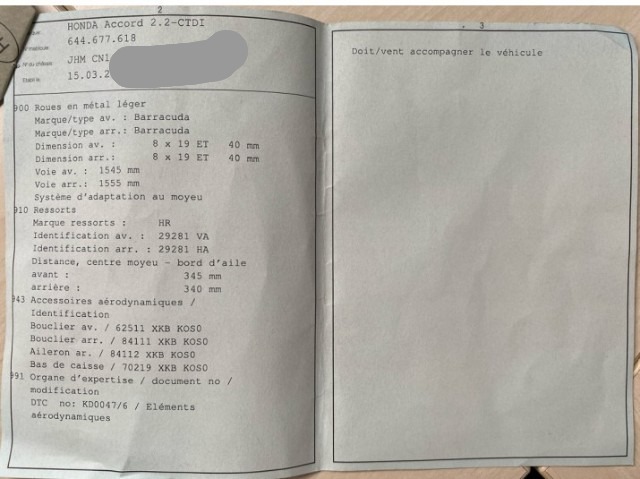 2
HONDA Accord 2.2-CTDI
644.677.618
N° du châssis JHM CN1
15.03.2
900 Roues en métal léger
Marque/type av. : Barracuda
Marque/type arr.: Barracuda
Dimension av. : 8 x 19 ET 40 mm
Dimension arr.: 8 x 19 ET 40 mm
Voie av. : 1545 mm
Voie arr.: 1555 mm
Système d'adaptation au moyeu
910 Ressorts
Marque ressorts : HR
Identification av. : 29281 VA
Identification arr. : 29281 HA
Distance, centre moyeu - bord d'aile
avant : 345 mm
arrière : 340 mm
943 Accessoires aérodynamiques /
Identification
Bouclier av. / 62511 XKB KOS0
Bouclier arr. / 84111 XKB KOS0
Aileron ar. / 84112 XKB KOS0
Bas de caisse / 70219 XKB KOS0
991 Organe d'expertise / document no /
modification
DTC no: KD0047/6 / Eléments
aérodynamiques
3
Doit/vent accompagner le véhicule